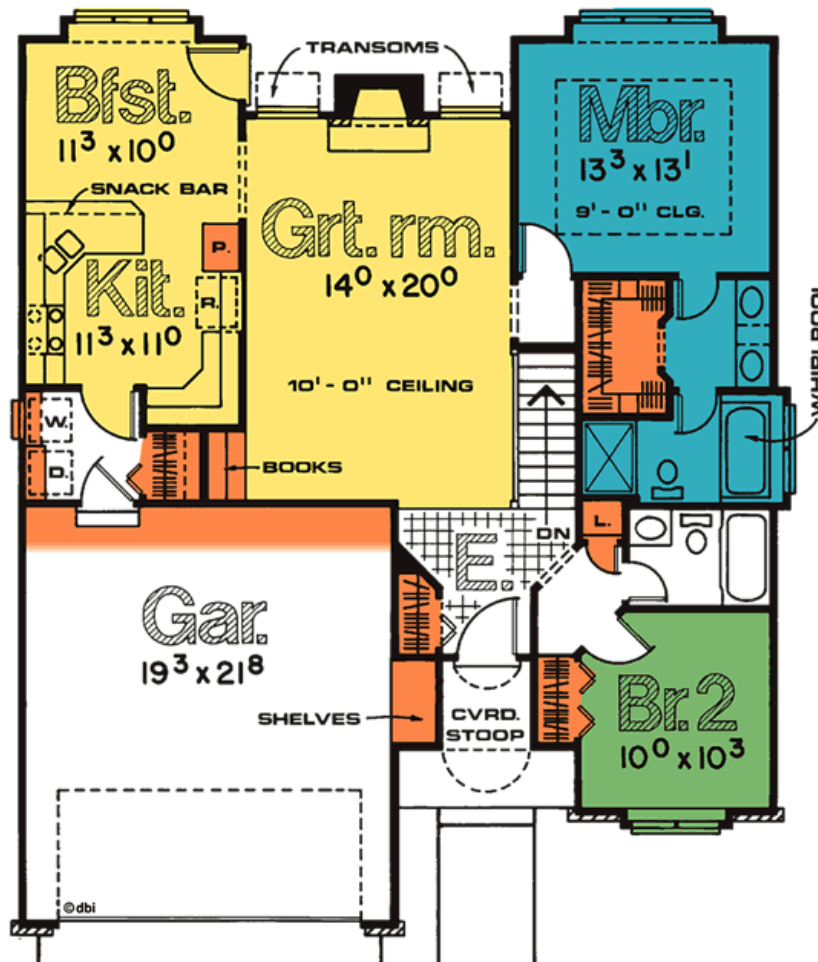 TRANSOMS
Bfst.
11³ x 10⁰
SNACK BAR
Mbr.
13³ x 13¹
9'-0" CLG.
Grt. rm.
14⁰ x 20⁰
10'-0" CEILING
P.
R.
Kit.
11³ x 11⁰
WHIRLPOOL
W.
D.
BOOKS
L.
DN
E.
Gar.
19³ x 21⁸
SHELVES
CVRD.
STOOP
Br. 2
10⁰ x 10³
©dbi